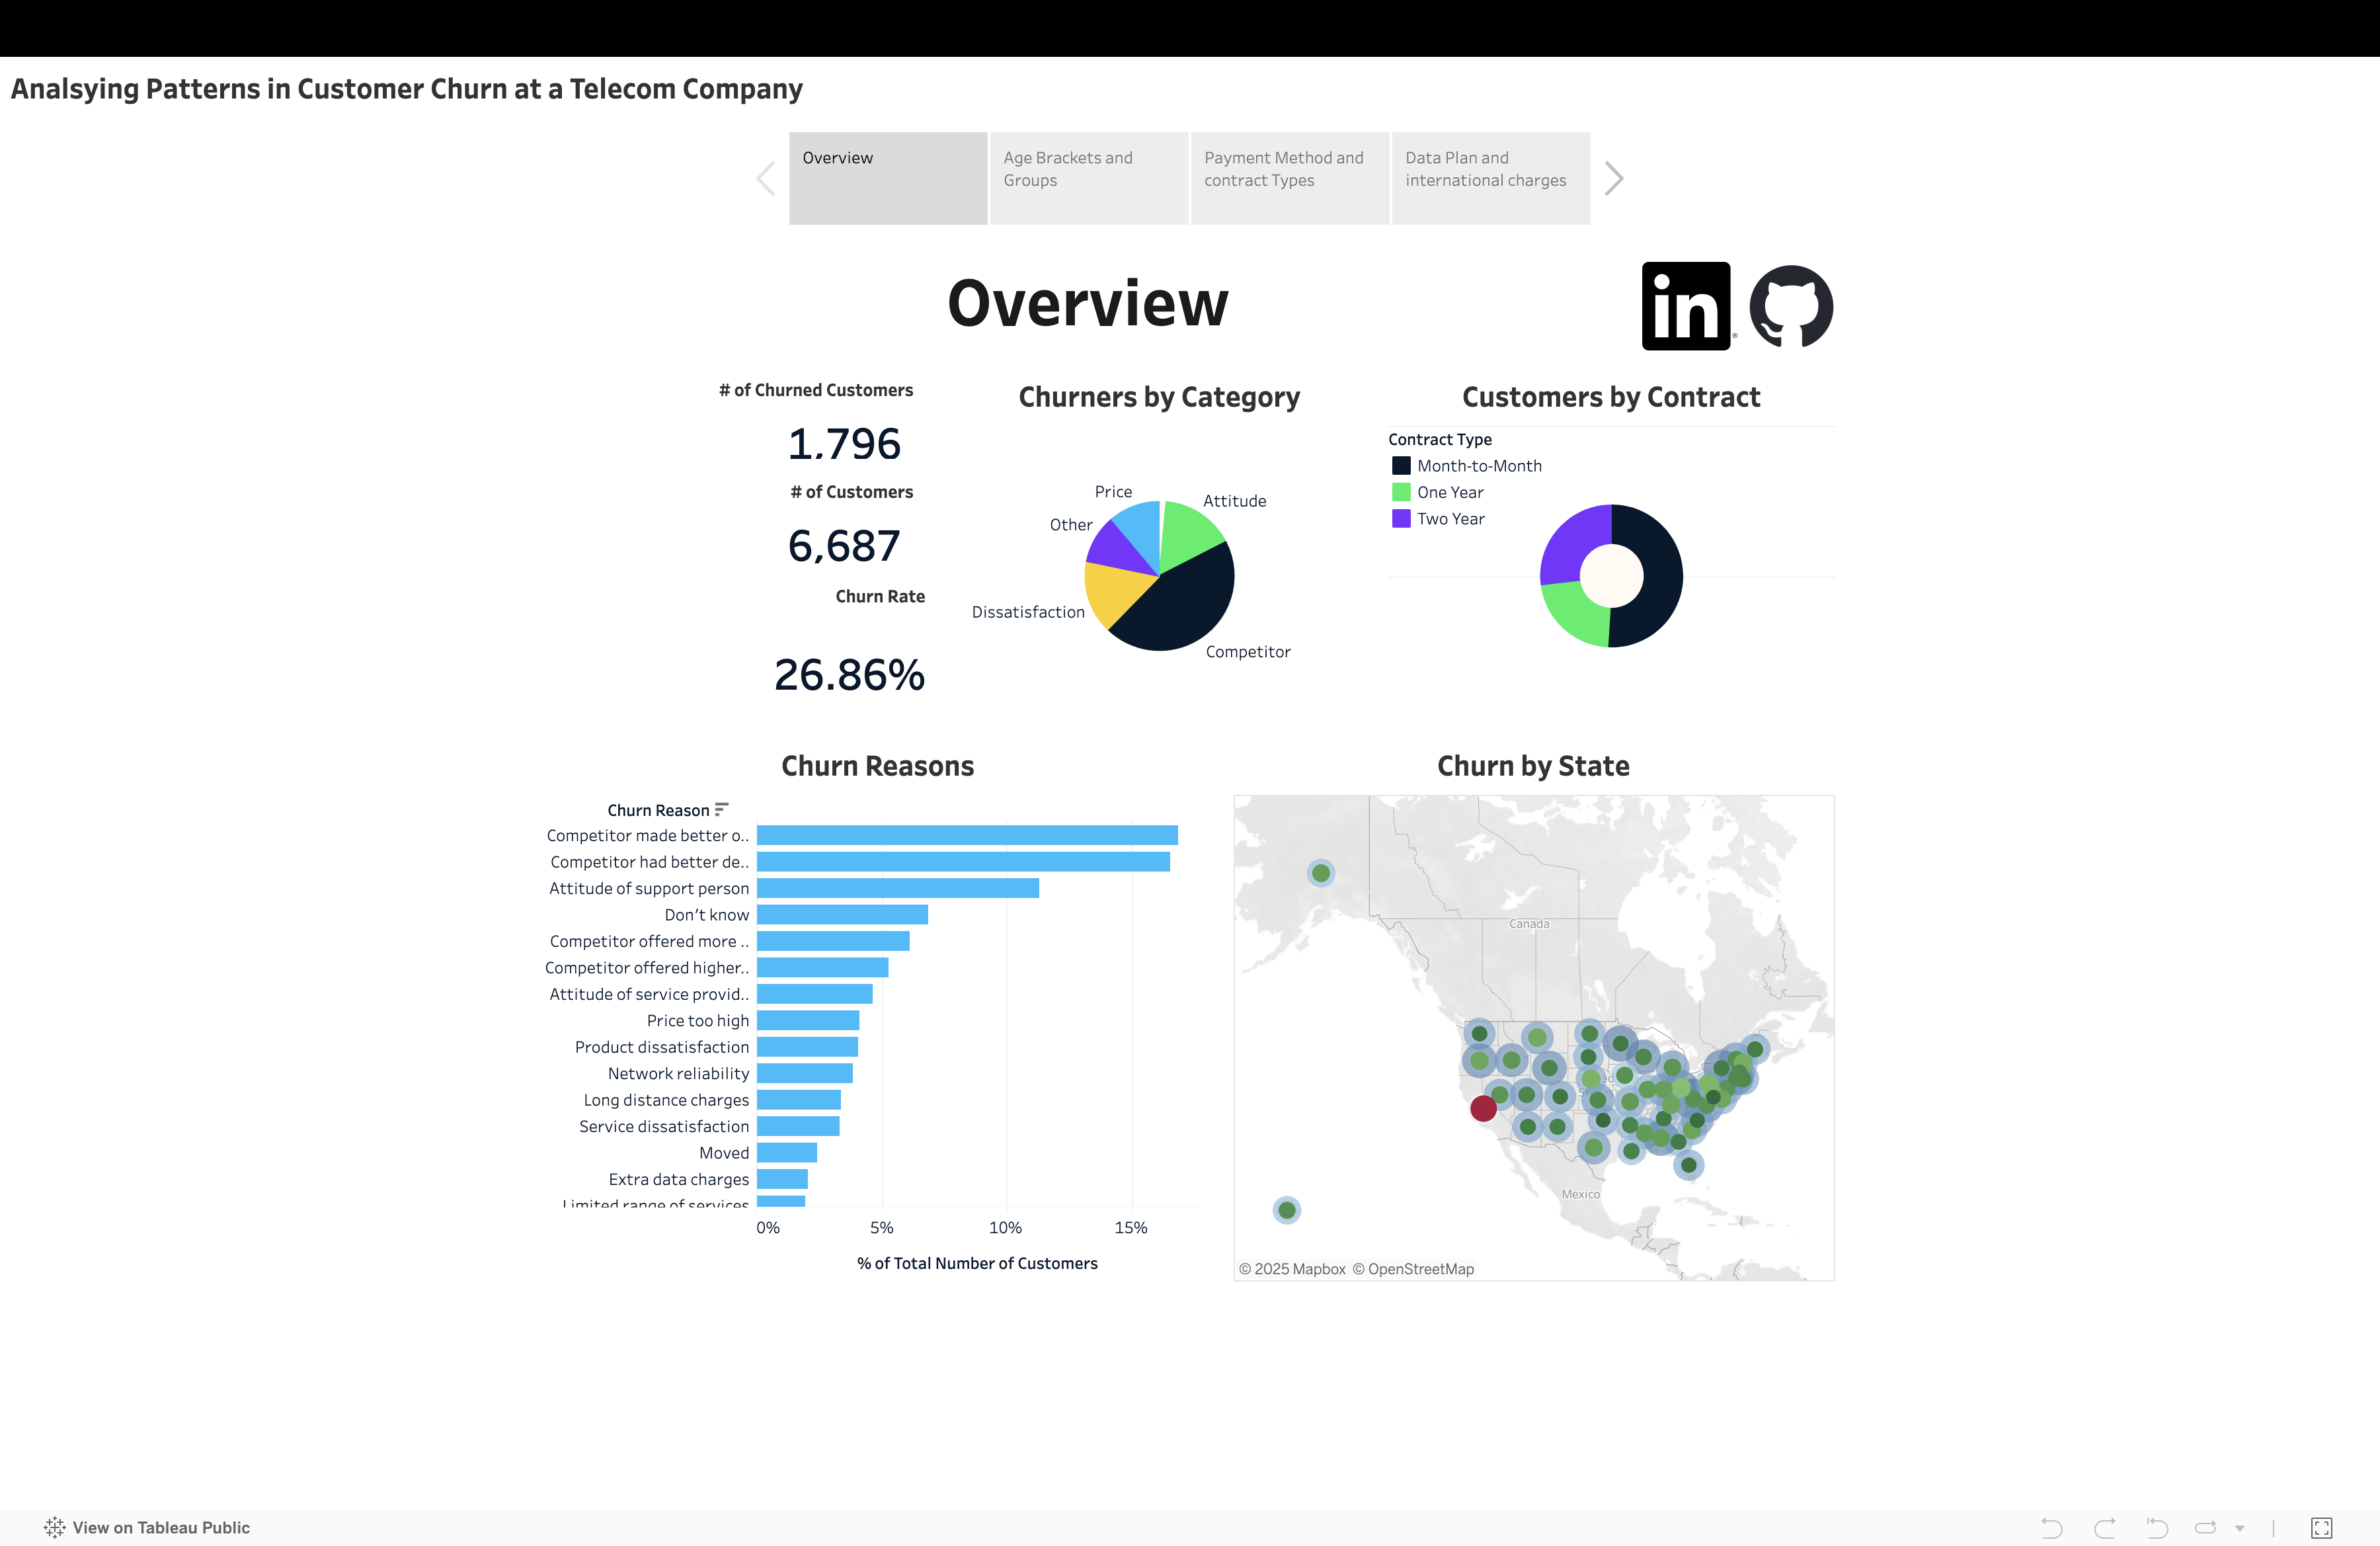 Analsying Patterns in Customer Churn at a Telecom Company
Overview
Age Brackets and
Groups
Payment Method and
contract Types
Data Plan and
international charges
Overview
in
# of Churned Customers
1,796
# of Customers
6,687
Churn Rate
26.86%
Churners by Category
Price
Attitude
Other
Dissatisfaction
Competitor
Customers by Contract
Contract Type
Month-to-Month
One Year
Two Year
Churn Reasons
Churn Reason
Competitor made better o..
Competitor had better de..
Attitude of support person
Don't know
Competitor offered more ..
Competitor offered higher..
Attitude of service provid..
Price too high
Product dissatisfaction
Network reliability
Long distance charges
Service dissatisfaction
Moved
Extra data charges
Limited range of services
0%
5%
10%
15%
% of Total Number of Customers
Churn by State
Canada
Mexico
© 2025 Mapbox © OpenStreetMap
View on Tableau Public